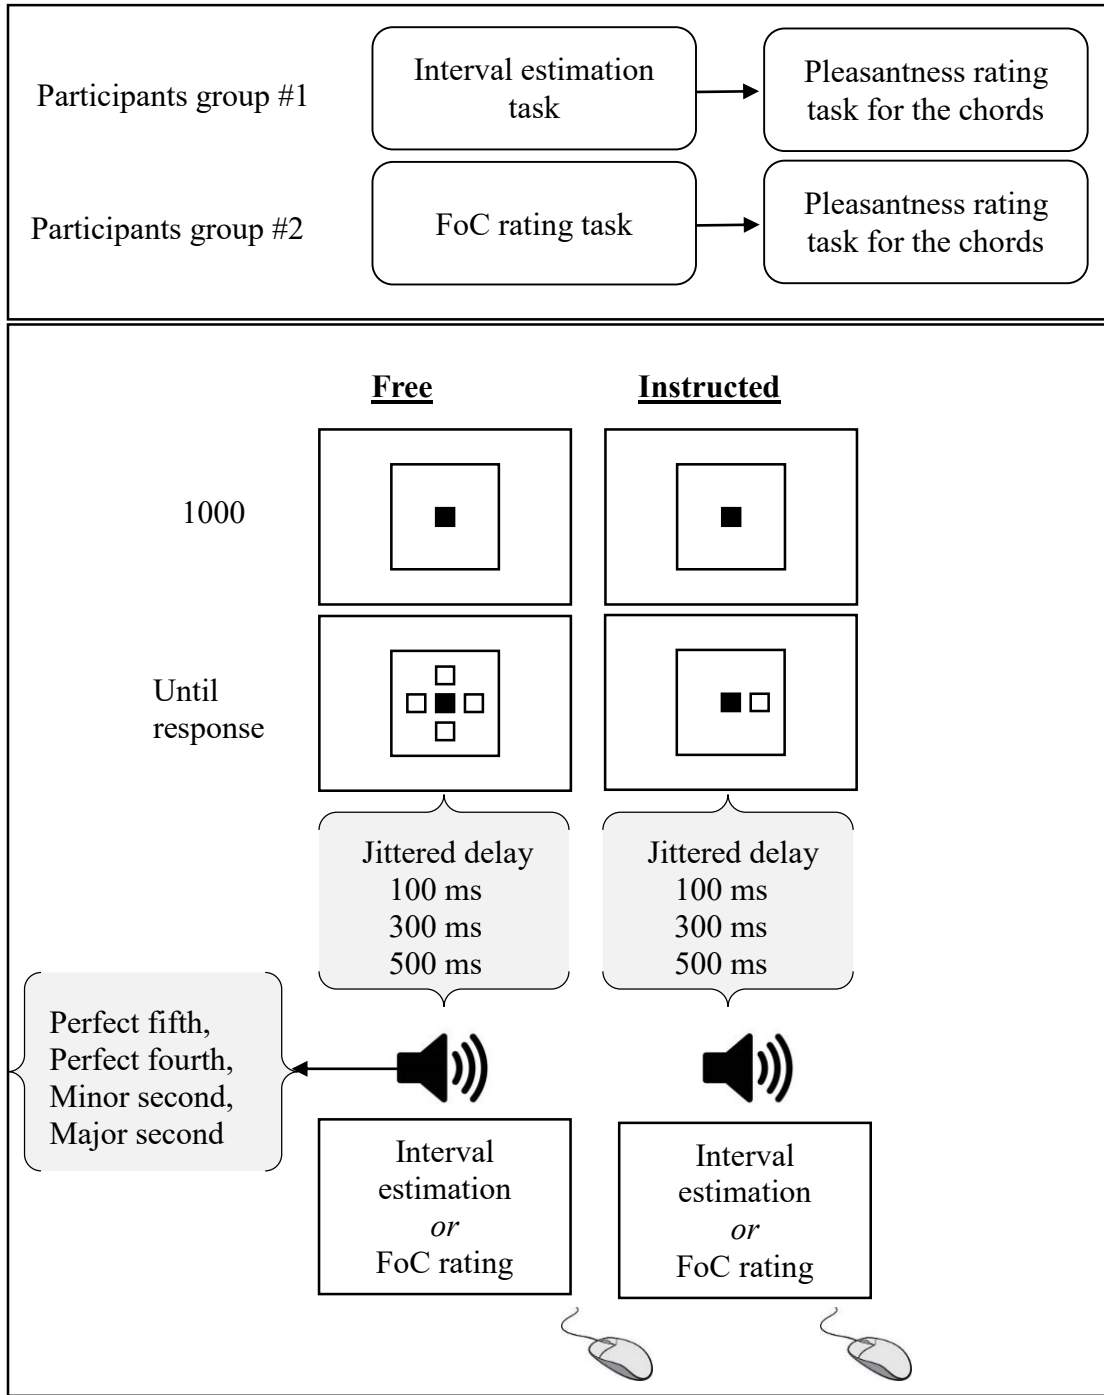 Participants group #1
Interval estimation
task
Pleasantness rating
task for the chords
Participants group #2
FoC rating task
Pleasantness rating
task for the chords
Free
Instructed
1000
Until
response
Jittered delay
100 ms
300 ms
500 ms
Jittered delay
100 ms
300 ms
500 ms
Perfect fifth,
Perfect fourth,
Minor second,
Major second
Interval
estimation
or
FoC rating
Interval
estimation
or
FoC rating